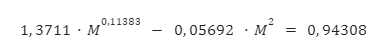 1,3711 · M^0,11383 − 0,05692 · M^2 = 0,94308